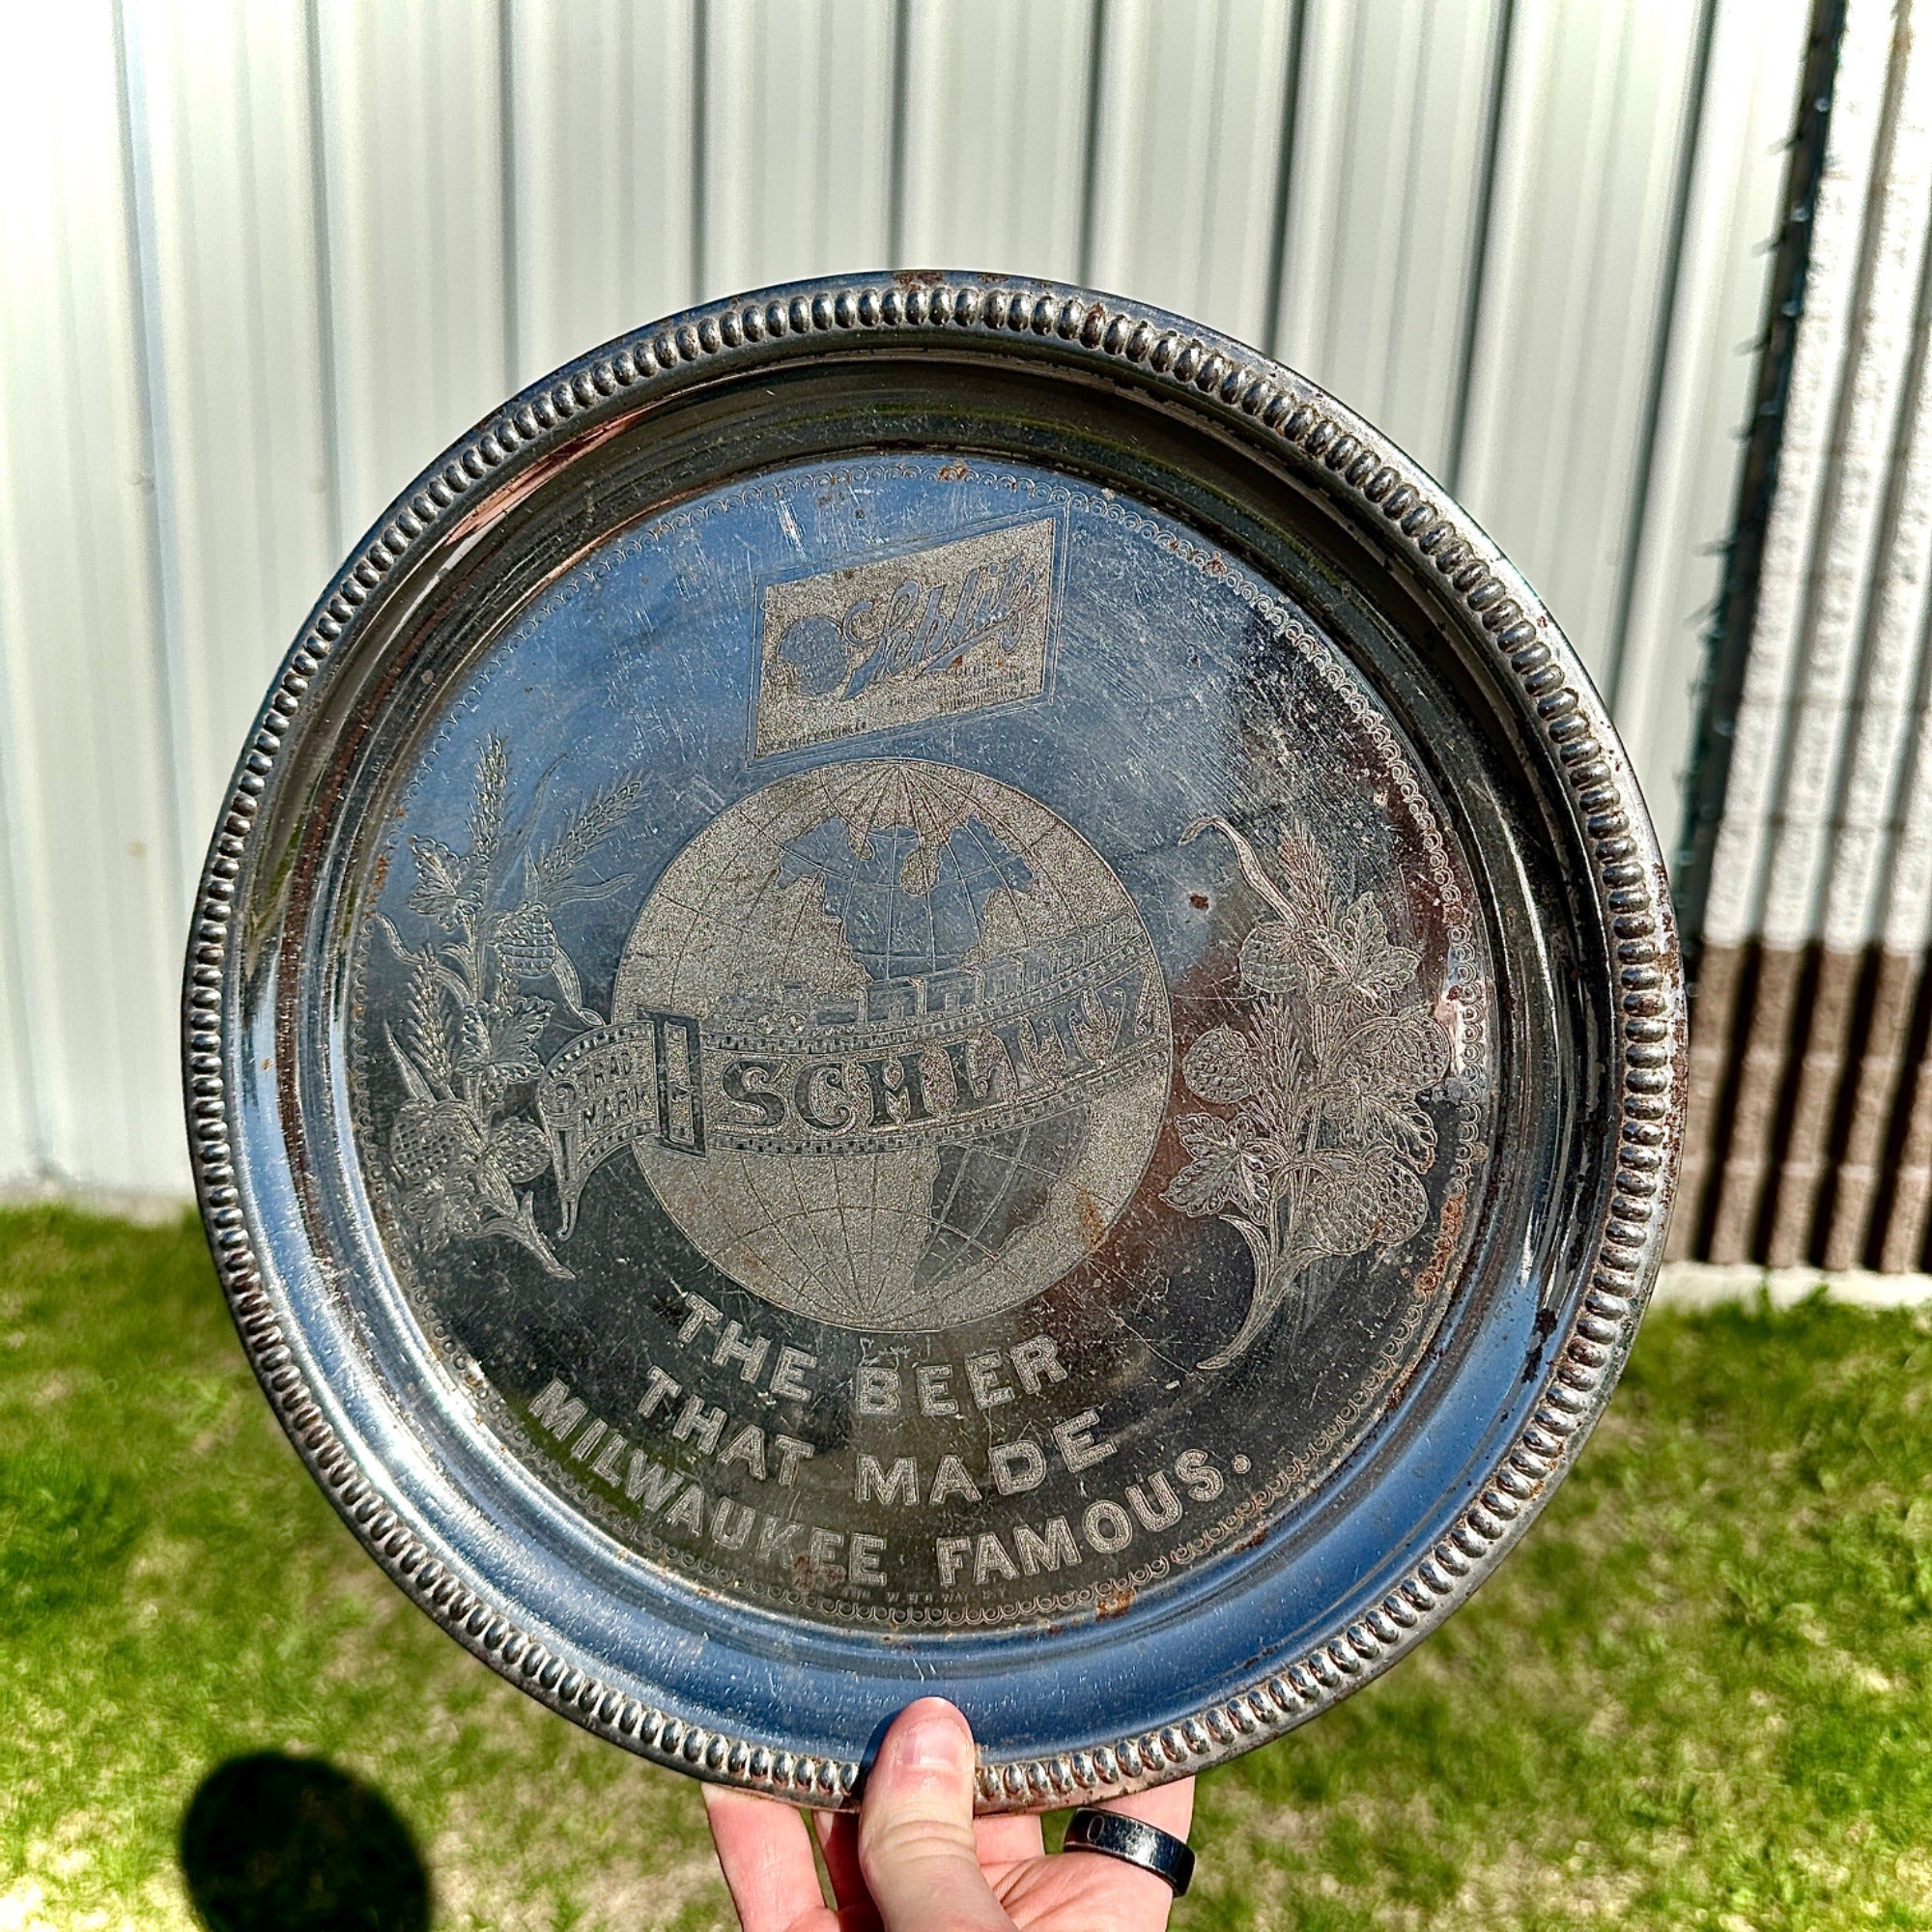 Schlitz
TRADE
MARK
SCHLITZ
THE BEER
THAT MADE
MILWAUKEE FAMOUS.